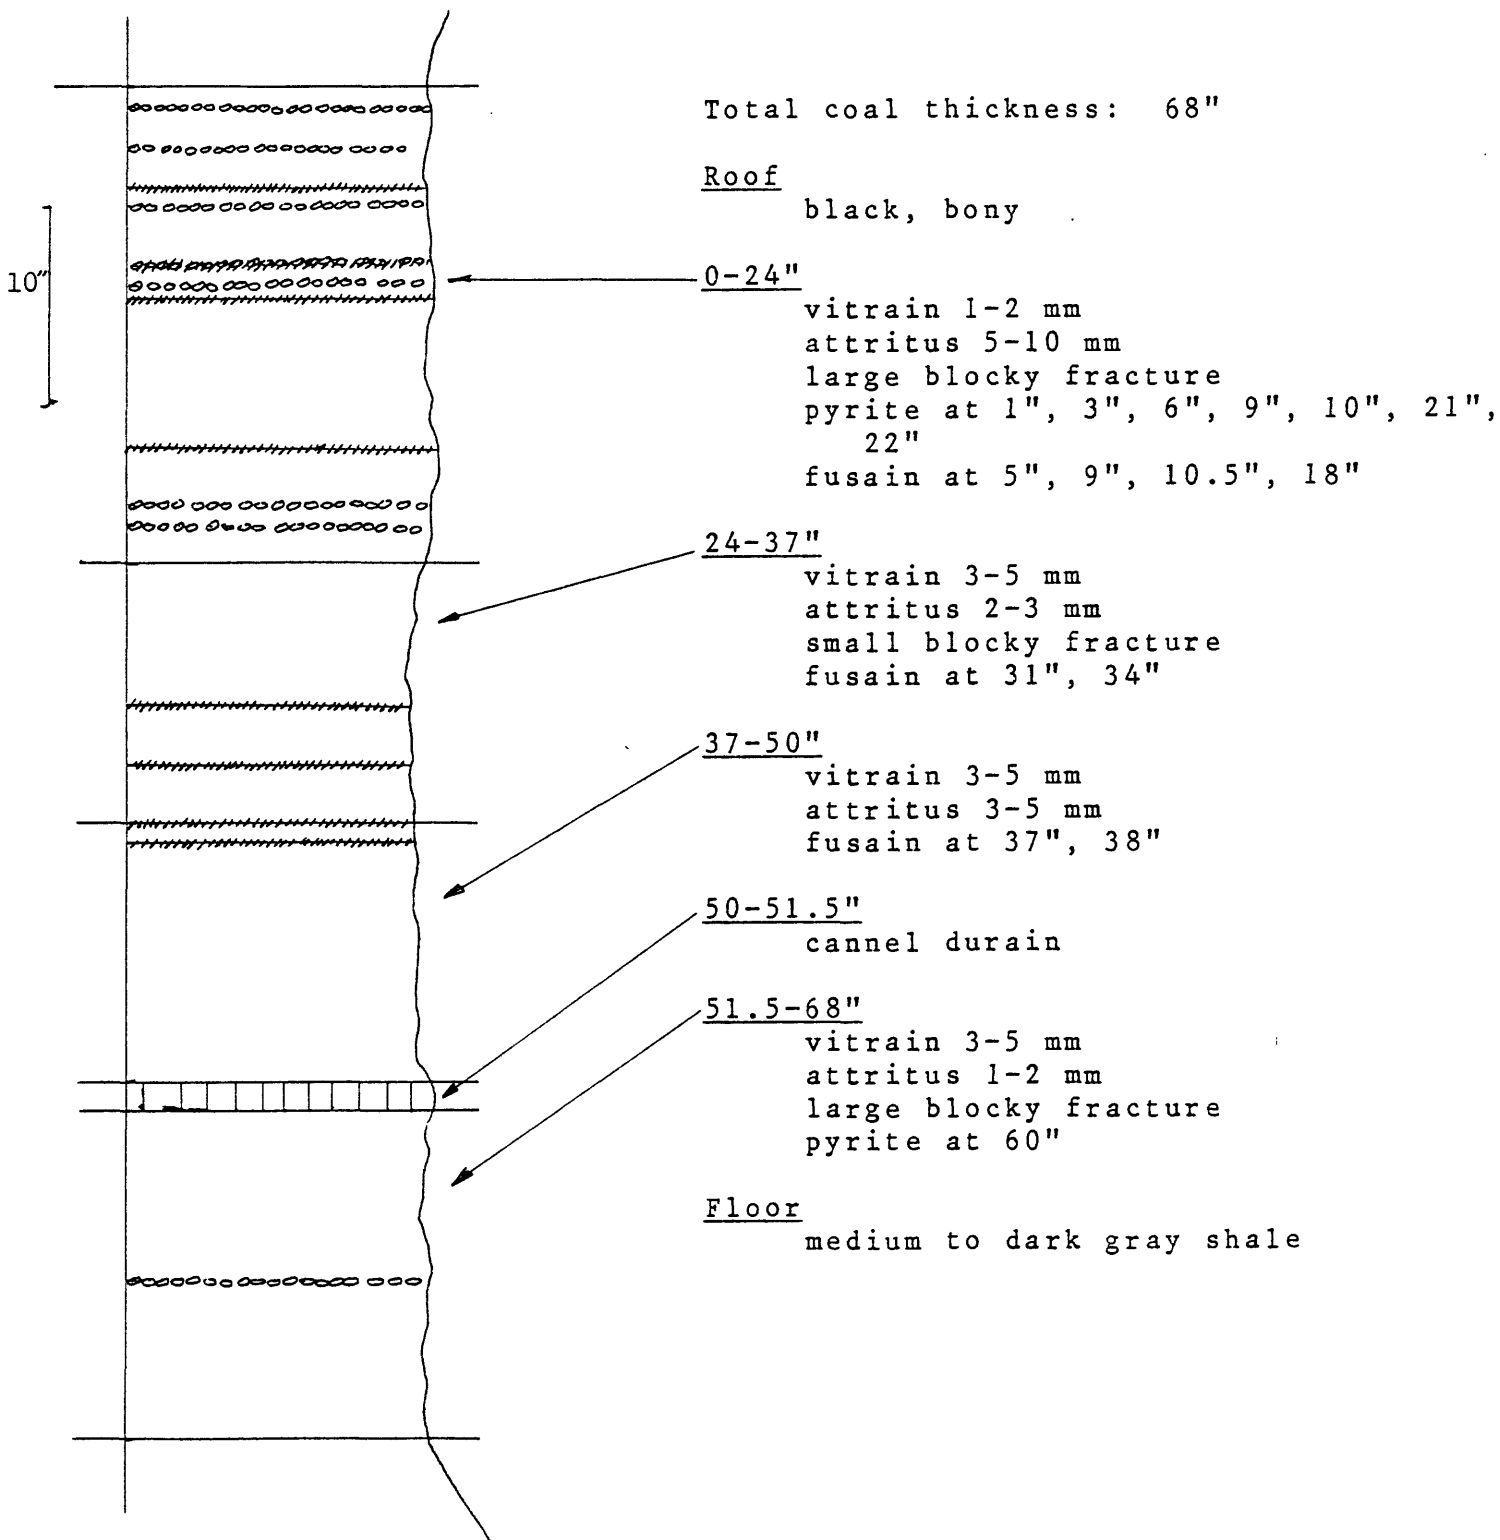 Total coal thickness: 68"
Roof
black, bony
10"
0-24"
vitrain 1-2 mm
attritus 5-10 mm
large blocky fracture
pyrite at 1", 3", 6", 9", 10", 21",
22"
fusain at 5", 9", 10.5", 18"
24-37"
vitrain 3-5 mm
attritus 2-3 mm
small blocky fracture
fusain at 31", 34"
37-50"
vitrain 3-5 mm
attritus 3-5 mm
fusain at 37", 38"
50-51.5"
cannel durain
51.5-68"
vitrain 3-5 mm
attritus 1-2 mm
large blocky fracture
pyrite at 60"
Floor
medium to dark gray shale